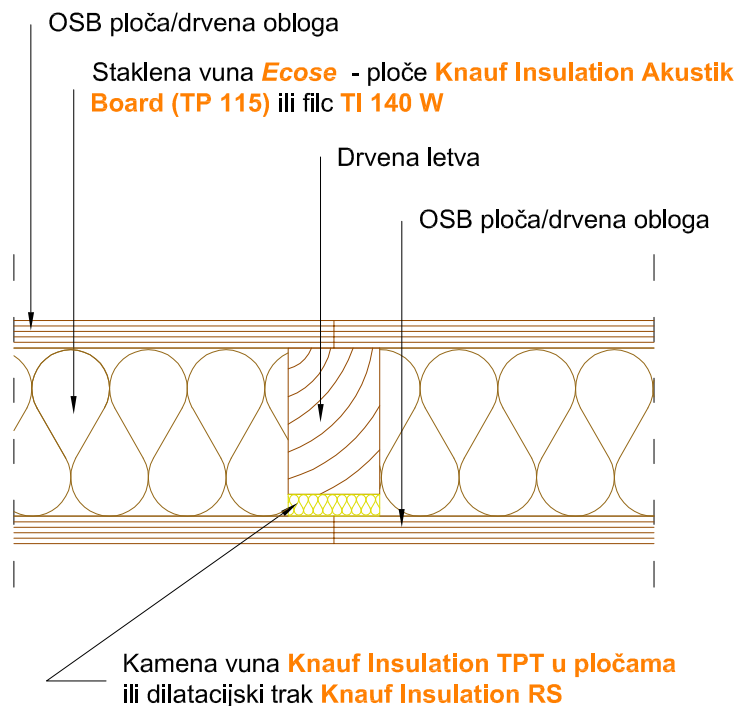 OSB ploča/drvena obloga
Staklena vuna Ecose - ploče Knauf Insulation Akustik
Board (TP 115) ili filc TI 140 W
Drvena letva
OSB ploča/drvena obloga
Kamena vuna Knauf Insulation TPT u pločama
ili dilatacijski trak Knauf Insulation RS